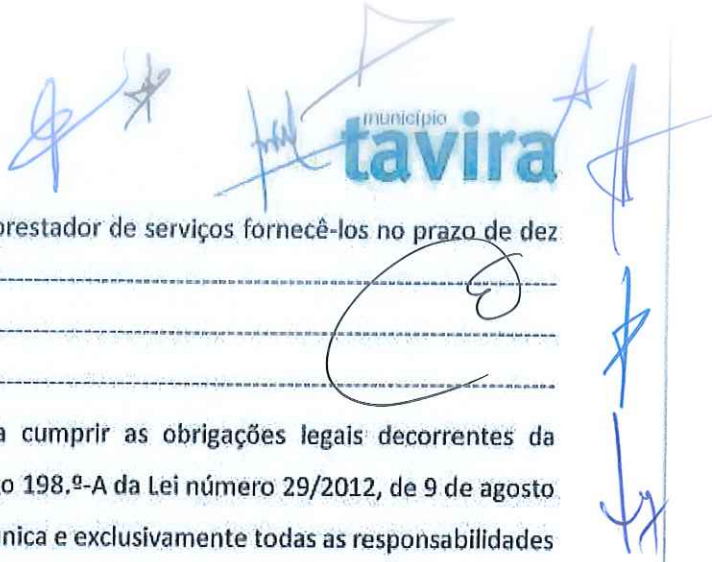 município
tavira
prestador de serviços fornecê-los no prazo de dez
cumprir as obrigações legais decorrentes da
198.º-A da Lei número 29/2012, de 9 de agosto
e exclusivamente todas as responsabilidades